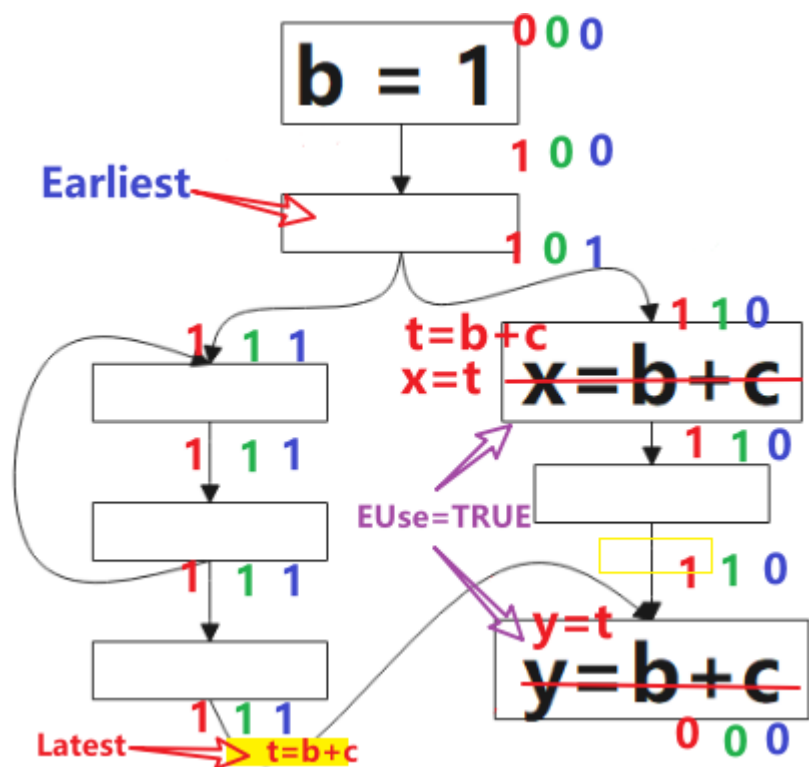 0 0 0
b = 1
1 0 0
Earliest
1 0 1
1 1 1
1 1 0
t=b+c
x=t
x=b+c
1 1 1
1 1 0
EUse=TRUE
1 1 1
1 1 0
y=t
y=b+c
1 1 1
0 0 0
Latest
t=b+c